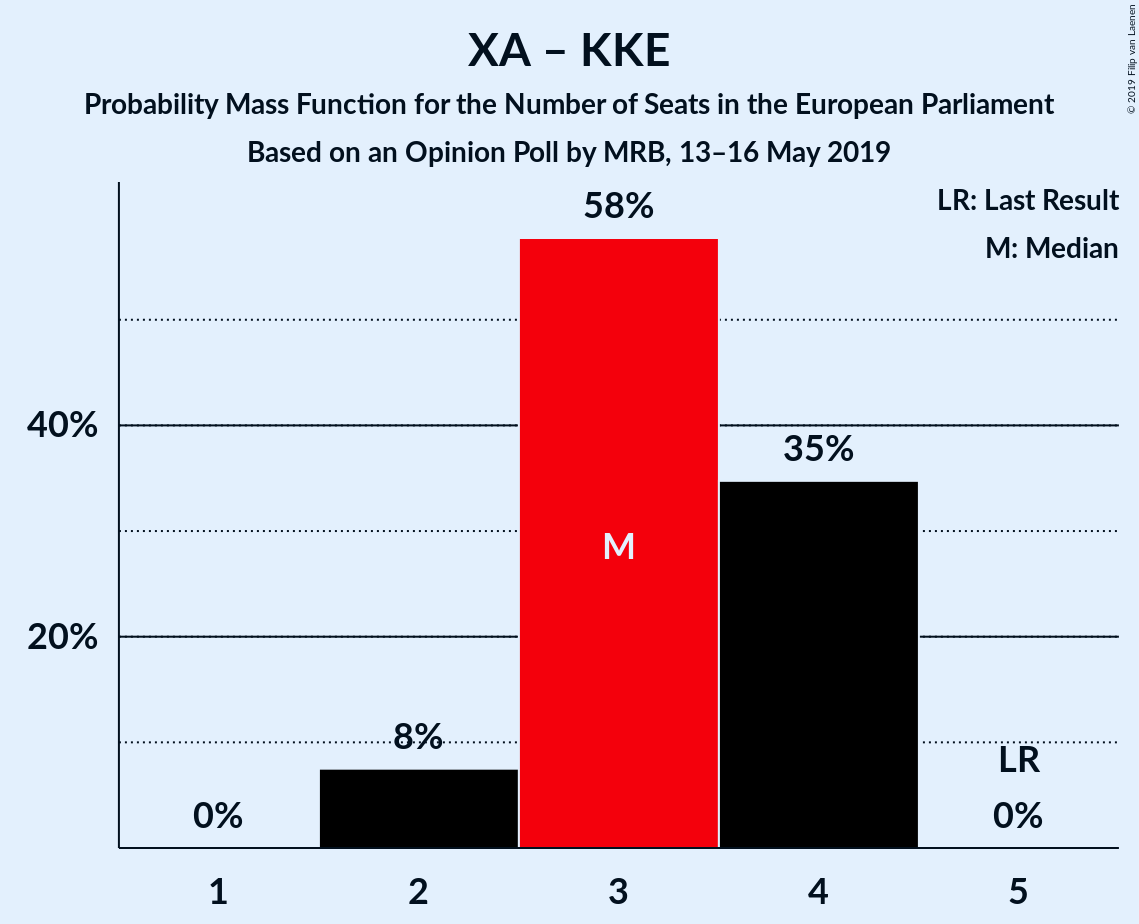 XA – KKE
Probability Mass Function for the Number of Seats in the European Parliament
Based on an Opinion Poll by MRB, 13–16 May 2019
© 2019 Filip van Laenen
LR: Last Result
M: Median
58%
40%
35%
M
20%
8%
LR
0%
0%
1 2 3 4 5